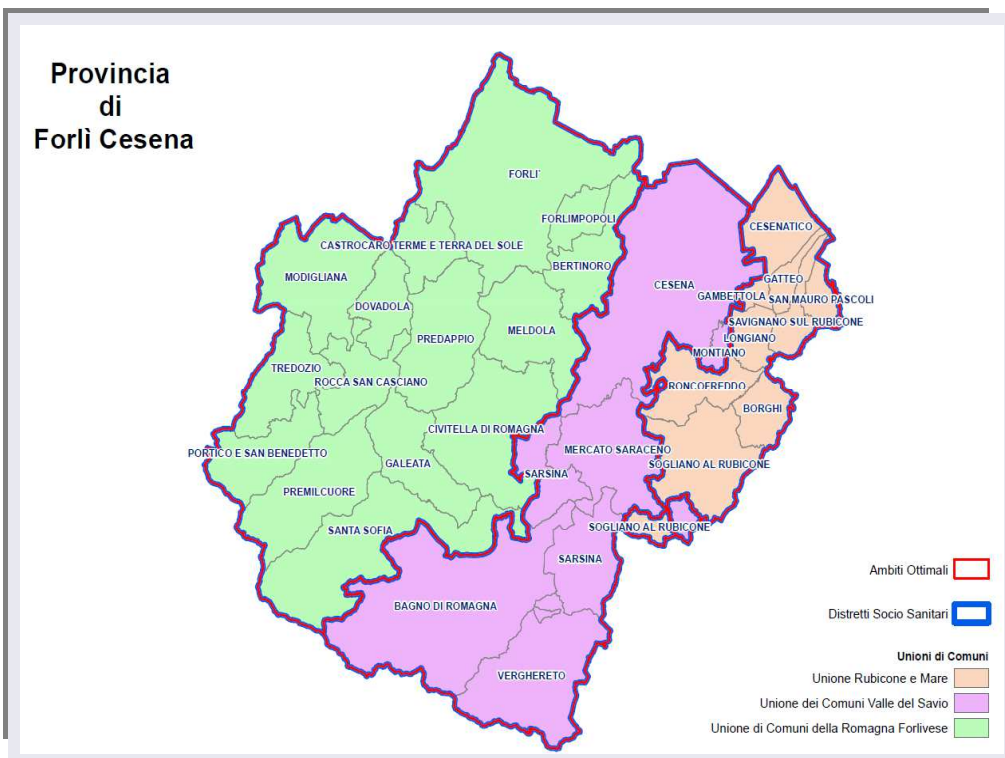 Provincia
di
Forlì Cesena
FORLI'
FORLIMPOPOLI
CESENATICO
CASTROCARO TERME E TERRA DEL SOLE
BERTINORO
MODIGLIANA
GATTEO
CESENA
GAMBETTOLA
SAN MAURO PASCOLI
DOVADOLA
SAVIGNANO SUL RUBICONE
MELDOLA
PREDAPPIO
LONGIANO
MONTIANO
TREDOZIO
ROCCA SAN CASCIANO
RONCOFREDDO
BORGHI
CIVITELLA DI ROMAGNA
PORTICO E SAN BENEDETTO
MERCATO SARACENO
GALEATA
SOGLIANO AL RUBICONE
SARSINA
PREMILCUORE
SANTA SOFIA
SOGLIANO AL RUBICONE
SARSINA
BAGNO DI ROMAGNA
VERGHERETO
Ambiti Ottimali
Distretti Socio Sanitari
Unioni di Comuni
Unione Rubicone e Mare
Unione dei Comuni Valle del Savio
Unione di Comuni della Romagna Forlivese